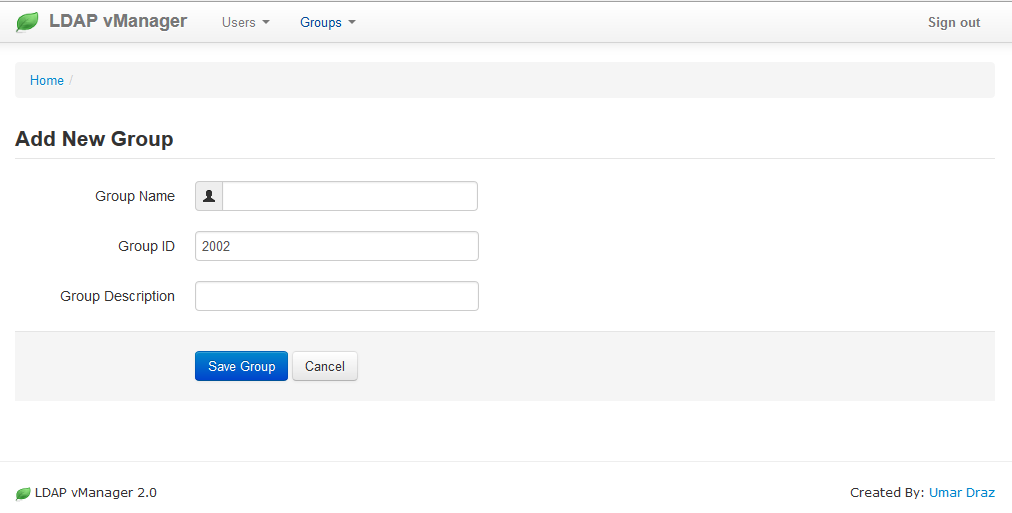 LDAP vManager Users Groups Sign out
Home /
Add New Group
Group Name
Group ID 2002
Group Description
Save Group Cancel
LDAP vManager 2.0 Created By: Umar Draz